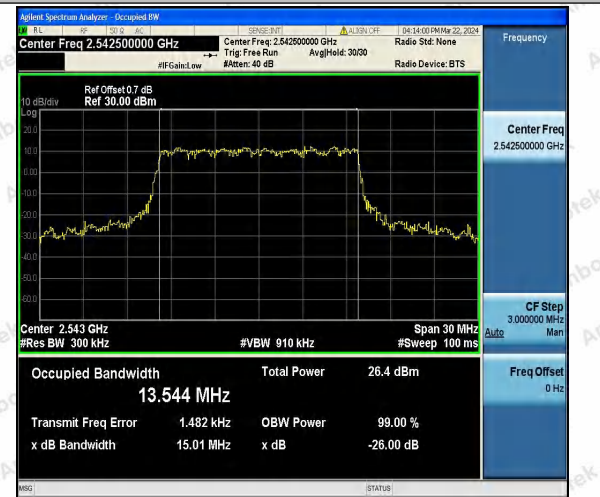 Agilent Spectrum Analyzer - Occupied BW
RL RF 50 Ω AC SENSE:INT ALIGN OFF 04:14:00 PM Mar 22, 2024
Center Freq 2.542500000 GHz
Center Freq: 2.542500000 GHz Radio Std: None
Trig: Free Run Avg|Hold: 30/30
#IFGain:Low #Atten: 40 dB Radio Device: BTS
Ref Offset 0.7 dB
10 dB/div Ref 30.00 dBm
Log
20.0
10.0
0.00
-10.0
-20.0
-30.0
-40.0
-50.0
-60.0
Center 2.543 GHz Span 30 MHz
#Res BW 300 kHz #VBW 910 kHz #Sweep 100 ms
Occupied Bandwidth Total Power 26.4 dBm
13.544 MHz
Transmit Freq Error 1.482 kHz OBW Power 99.00 %
x dB Bandwidth 15.01 MHz x dB -26.00 dB
MSG STATUS
Frequency
Center Freq
2.542500000 GHz
CF Step
3.000000 MHz
Auto Man
Freq Offset
0 Hz